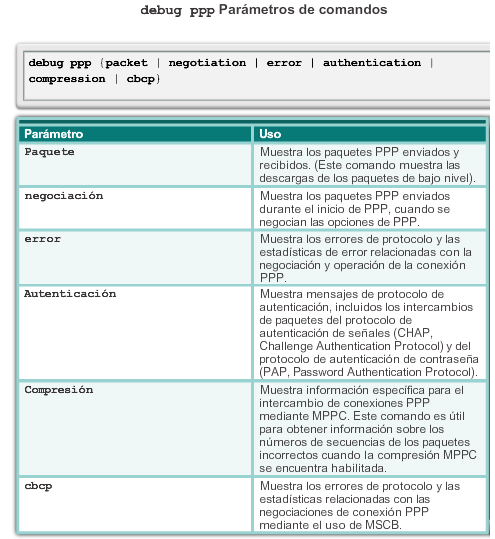 debug ppp Parámetros de comandos
debug ppp {packet | negotiation | error | authentication |
compression | cbcp}
Parámetro
Uso
Paquete
Muestra los paquetes PPP enviados y
recibidos. (Este comando muestra las
descargas de los paquetes de bajo nivel).
negociación
Muestra los paquetes PPP enviados
durante el inicio de PPP, cuando se
negocian las opciones de PPP.
error
Muestra los errores de protocolo y las
estadísticas de error relacionadas con la
negociación y operación de la conexión
PPP.
Autenticación
Muestra mensajes de protocolo de
autenticación, incluidos los intercambios
de paquetes del protocolo de
autenticación de señales (CHAP,
Challenge Authentication Protocol) y del
protocolo de autenticación de contraseña
(PAP, Password Authentication Protocol).
Compresión
Muestra información específica para el
intercambio de conexiones PPP
mediante MPPC. Este comando es útil
para obtener información sobre los
números de secuencias de los paquetes
incorrectos cuando la compresión MPPC
se encuentra habilitada.
cbcp
Muestra los errores de protocolo y las
estadísticas relacionadas con las
negociaciones de conexión PPP
mediante el uso de MSCB.